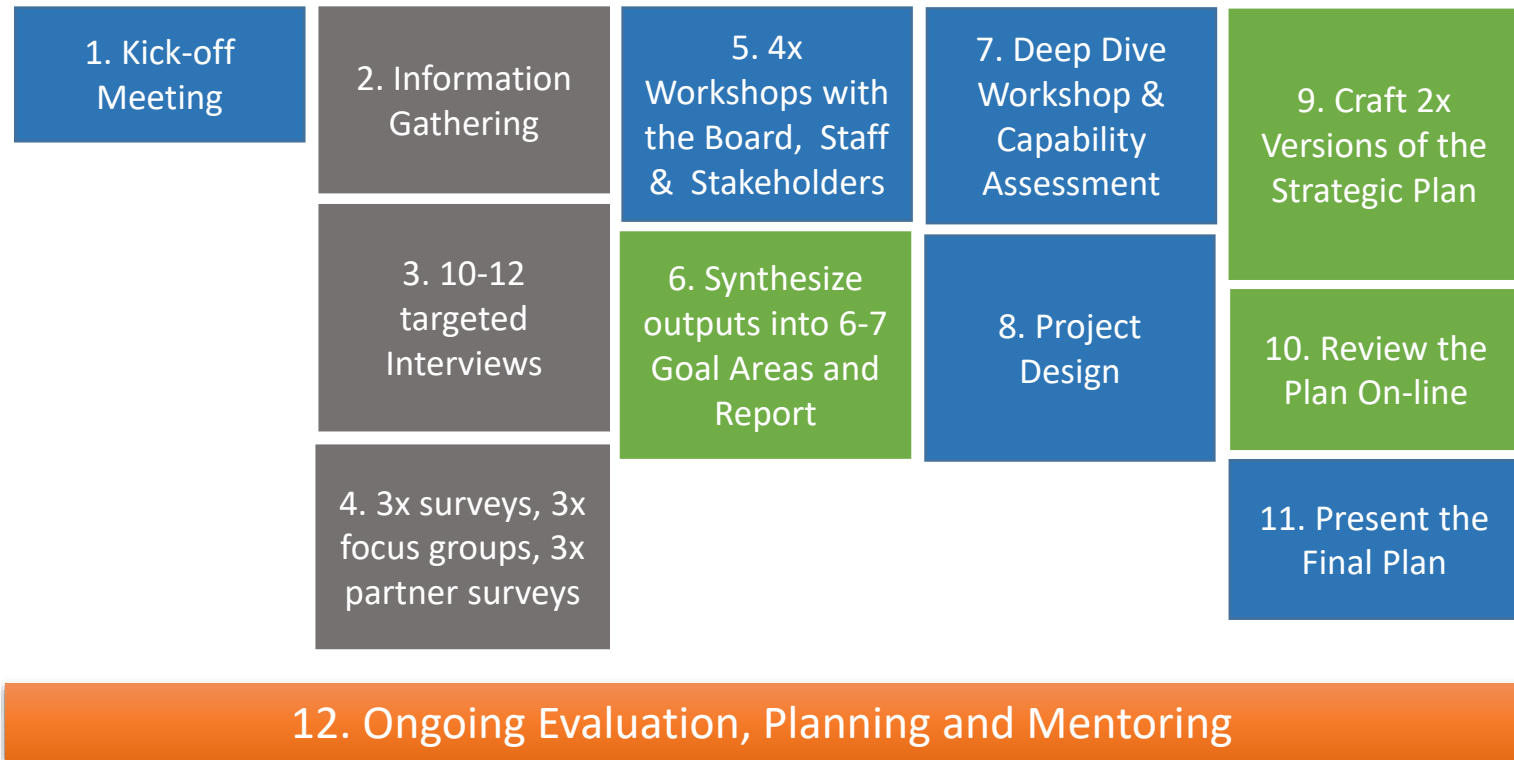 1. Kick-off
Meeting
2. Information
Gathering
3. 10-12
targeted
Interviews
4. 3x surveys, 3x
focus groups, 3x
partner surveys
5. 4x
Workshops with
the Board, Staff
& Stakeholders
6. Synthesize
outputs into 6-7
Goal Areas and
Report
7. Deep Dive
Workshop &
Capability
Assessment
8. Project
Design
9. Craft 2x
Versions of the
Strategic Plan
10. Review the
Plan On-line
11. Present the
Final Plan
12. Ongoing Evaluation, Planning and Mentoring